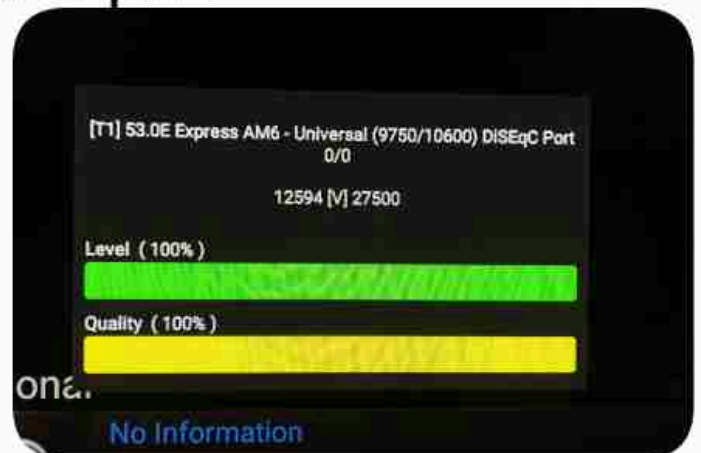 [T1] 53.0E Express AM6 - Universal (9750/10600) DiSEqC Port
0/0
12594 [V] 27500
Level ( 100% )
Quality ( 100% )
No Information